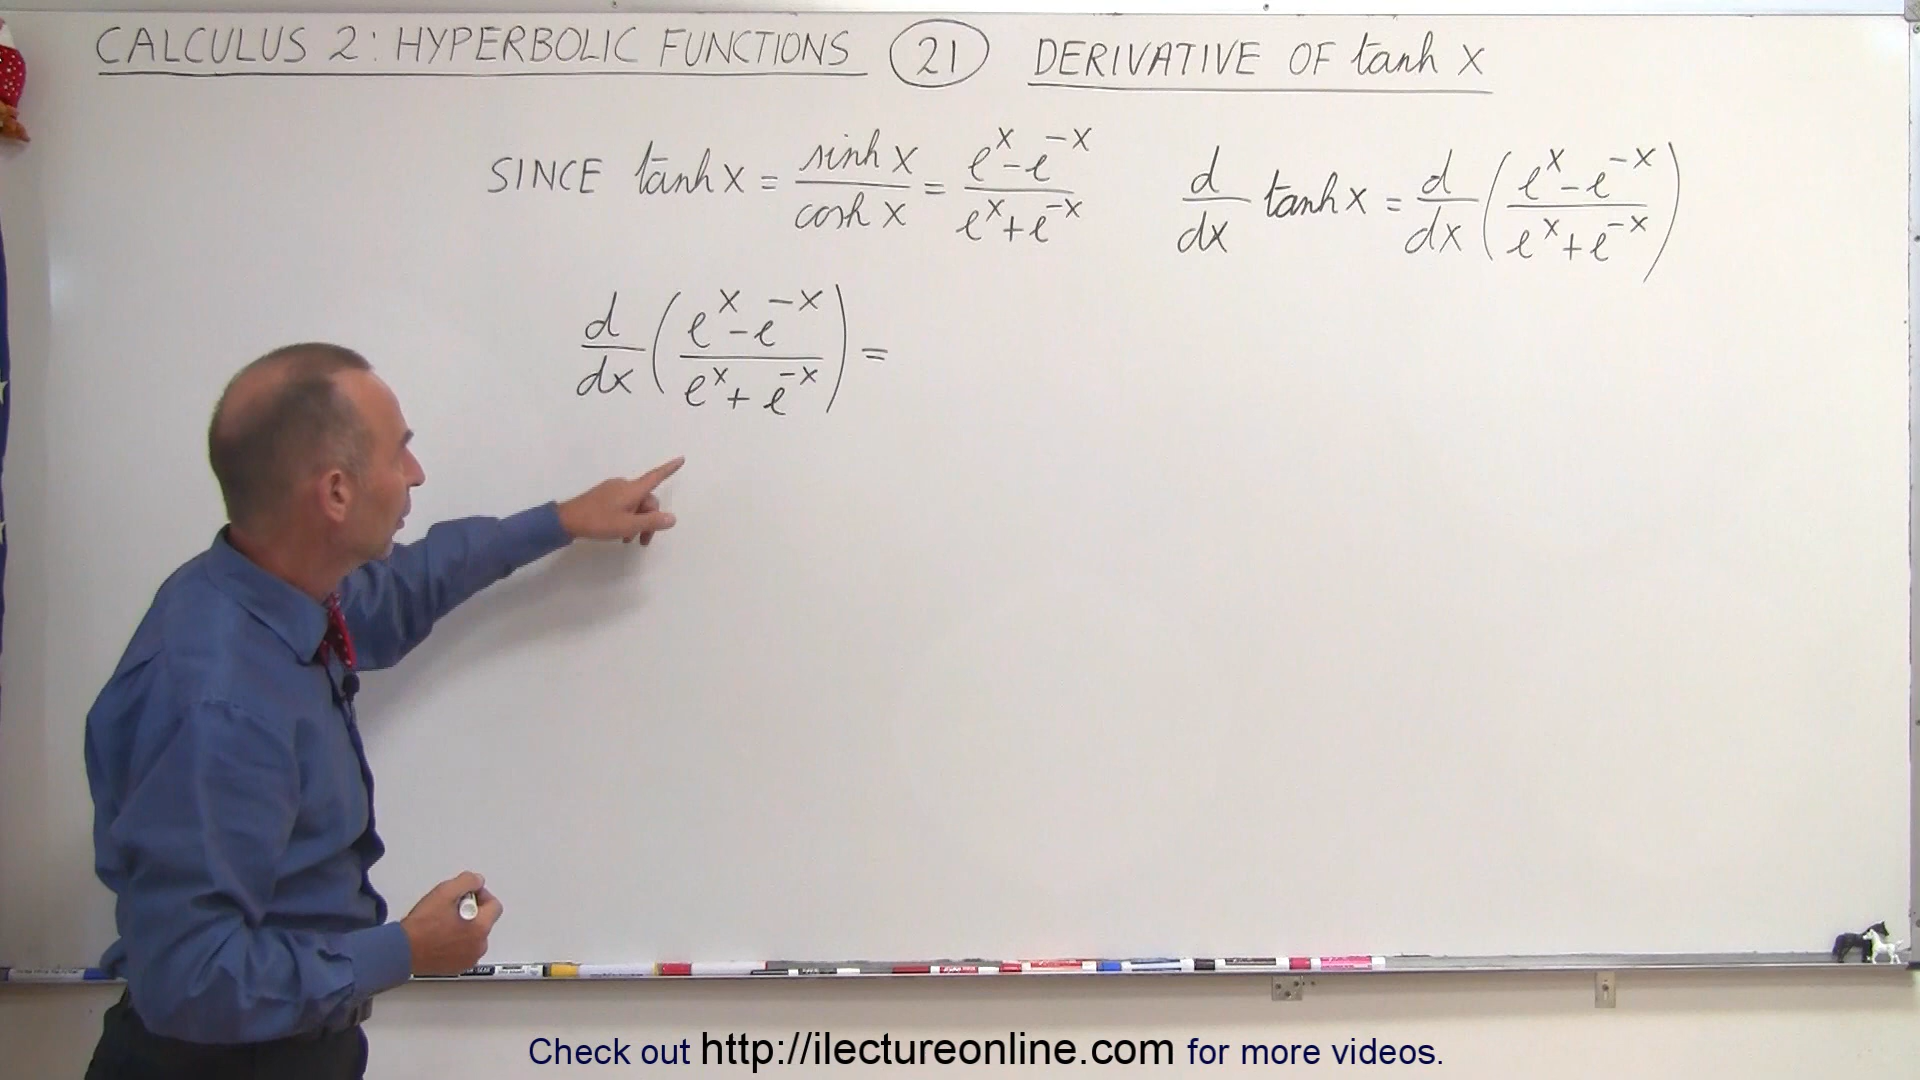 CALCULUS 2: HYPERBOLIC FUNCTIONS (21) DERIVATIVE OF tanh x
SINCE tanh x = sinh x / cosh x = (e^x - e^-x) / (e^x + e^-x)    d/dx tanh x = d/dx ((e^x - e^-x) / (e^x + e^-x))
d/dx ((e^x - e^-x) / (e^x + e^-x)) =
Check out http://ilectureonline.com for more videos.